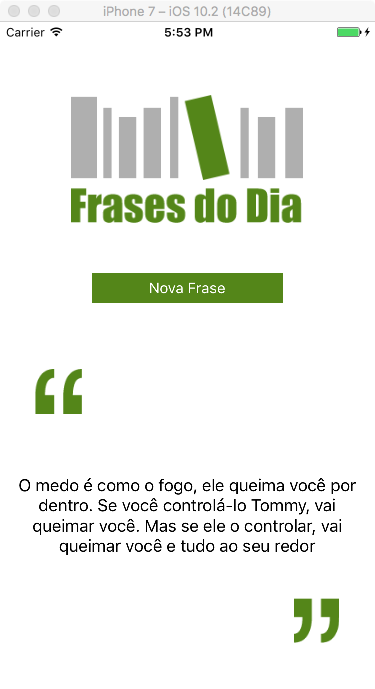 iPhone 7 – iOS 10.2 (14C89)
Carrier 5:53 PM
Frases do Dia
Nova Frase
“
O medo é como o fogo, ele queima você por
dentro. Se você controlá-lo Tommy, vai
queimar você. Mas se ele o controlar, vai
queimar você e tudo ao seu redor
”